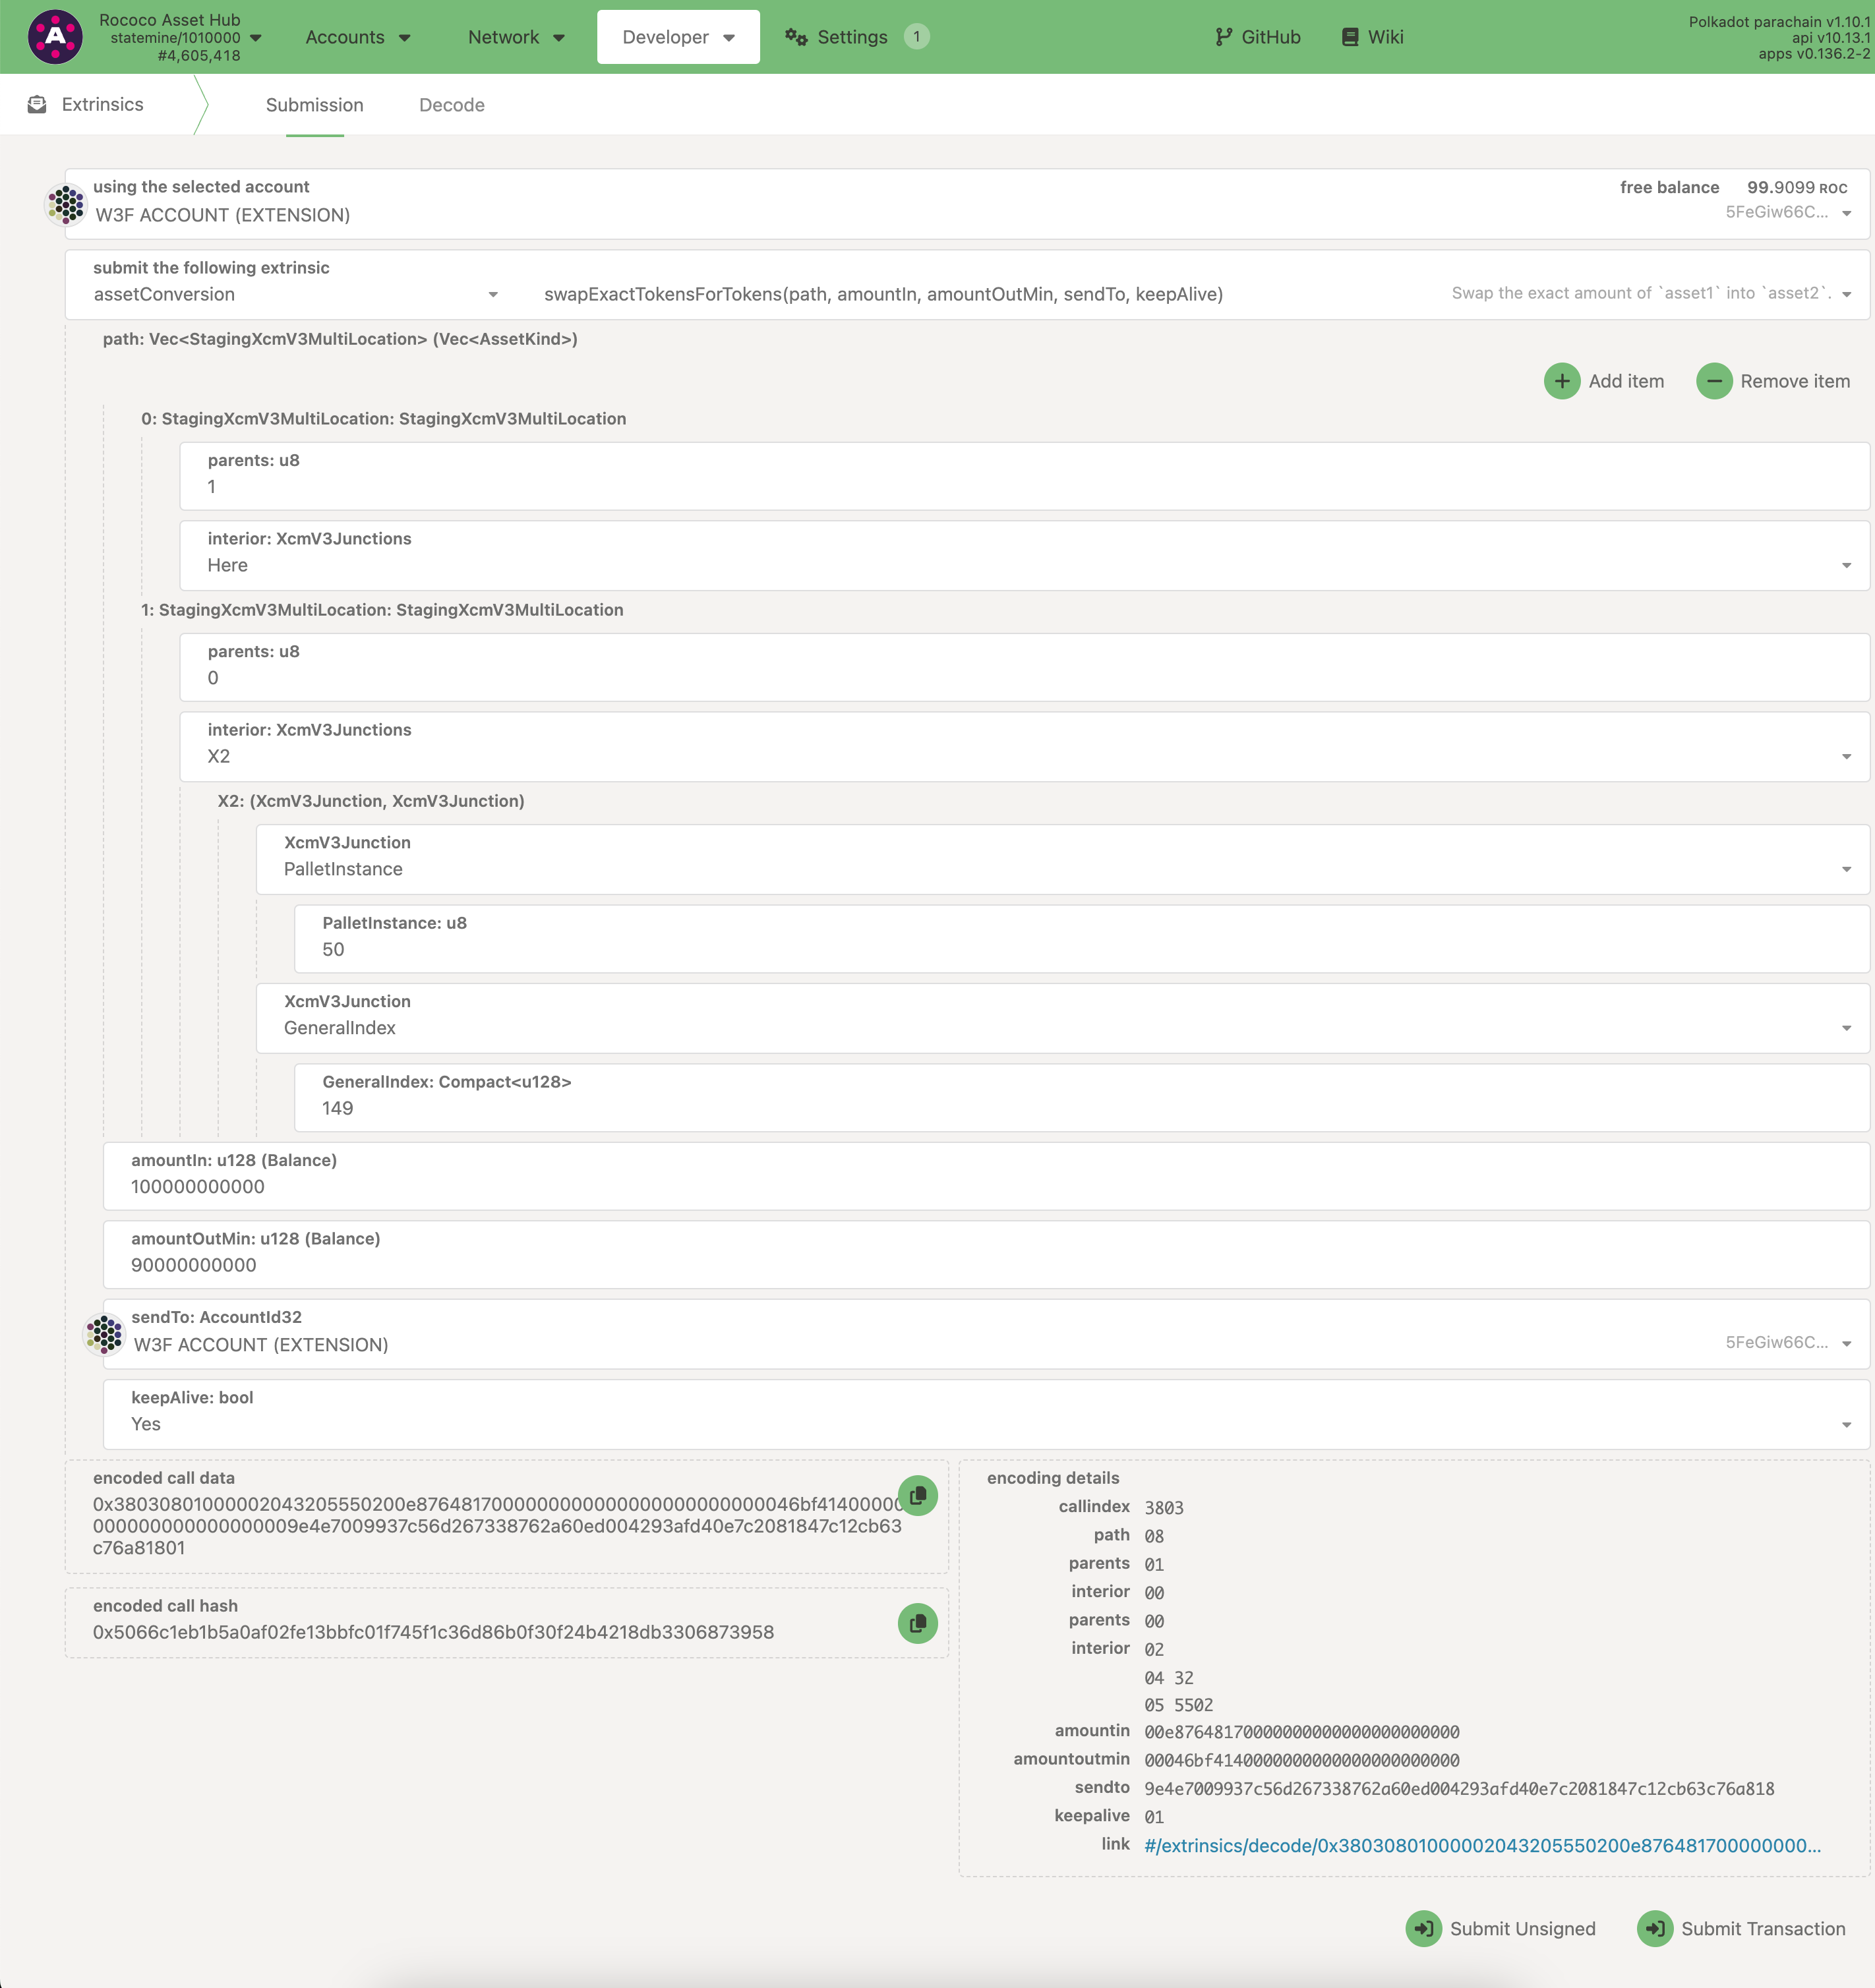 Rococo Asset Hub
statemine/1010000
#4,605,418
Accounts
Network
Developer
Settings
1
GitHub
Wiki
Polkadot parachain v1.10.1
api v10.13.1
apps v0.136.2-2
Extrinsics
Submission
Decode
using the selected account
W3F ACCOUNT (EXTENSION)
free balance 99.9099 ROC
5FeGiw66C...
submit the following extrinsic
assetConversion
swapExactTokensForTokens(path, amountIn, amountOutMin, sendTo, keepAlive)
Swap the exact amount of `asset1` into `asset2`.
path: Vec<StagingXcmV3MultiLocation> (Vec<AssetKind>)
Add item
Remove item
0: StagingXcmV3MultiLocation: StagingXcmV3MultiLocation
parents: u8
1
interior: XcmV3Junctions
Here
1: StagingXcmV3MultiLocation: StagingXcmV3MultiLocation
parents: u8
0
interior: XcmV3Junctions
X2
X2: (XcmV3Junction, XcmV3Junction)
XcmV3Junction
PalletInstance
PalletInstance: u8
50
XcmV3Junction
GeneralIndex
GeneralIndex: Compact<u128>
149
amountIn: u128 (Balance)
100000000000
amountOutMin: u128 (Balance)
90000000000
sendTo: AccountId32
W3F ACCOUNT (EXTENSION)
5FeGiw66C...
keepAlive: bool
Yes
encoded call data
0x380308010000020432055502​00e87648170000000000000000000000​00046bf4140000​0
000000000000000009e4e7009937c56d267338762a60ed004293afd40e7c2081847c12cb63
c76a81801
encoded call hash
0x5066c1eb1b5a0af02fe13bbfc01f745f1c36d86b0f30f24b4218db3306873958
encoding details
callindex 3803
path 08
parents 01
interior 00
parents 00
interior 02
04 32
05 5502
amountin 00e87648170000000000000000000000
amountoutmin 00046bf4140000000000000000000000
sendto 9e4e7009937c56d267338762a60ed004293afd40e7c2081847c12cb63c76a818
keepalive 01
link #/extrinsics/decode/0x38030801000002043205550200e876481700000000...
Submit Unsigned
Submit Transaction